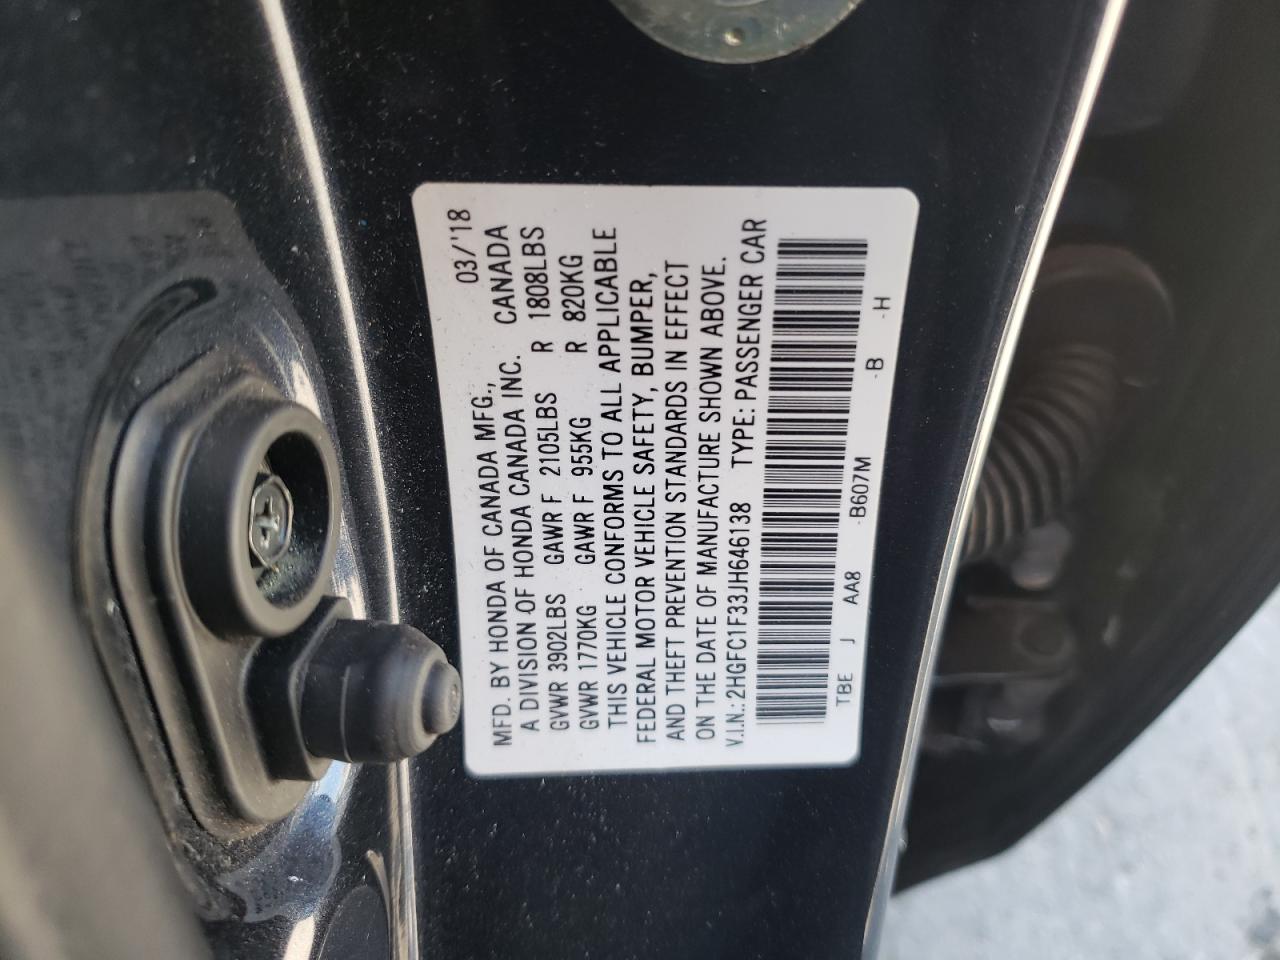 MFD. BY HONDA OF CANADA MFG., 03/'18
A DIVISION OF HONDA CANADA INC. CANADA
GVWR 3902LBS GAWR F 2105LBS R 1808LBS
GVWR 1770KG GAWR F 955KG R 820KG
THIS VEHICLE CONFORMS TO ALL APPLICABLE
FEDERAL MOTOR VEHICLE SAFETY, BUMPER,
AND THEFT PREVENTION STANDARDS IN EFFECT
ON THE DATE OF MANUFACTURE SHOWN ABOVE.
V.I.N.: 2HGFC1F33JH646138 TYPE: PASSENGER CAR
TBE J AA8 -B607M -B -H